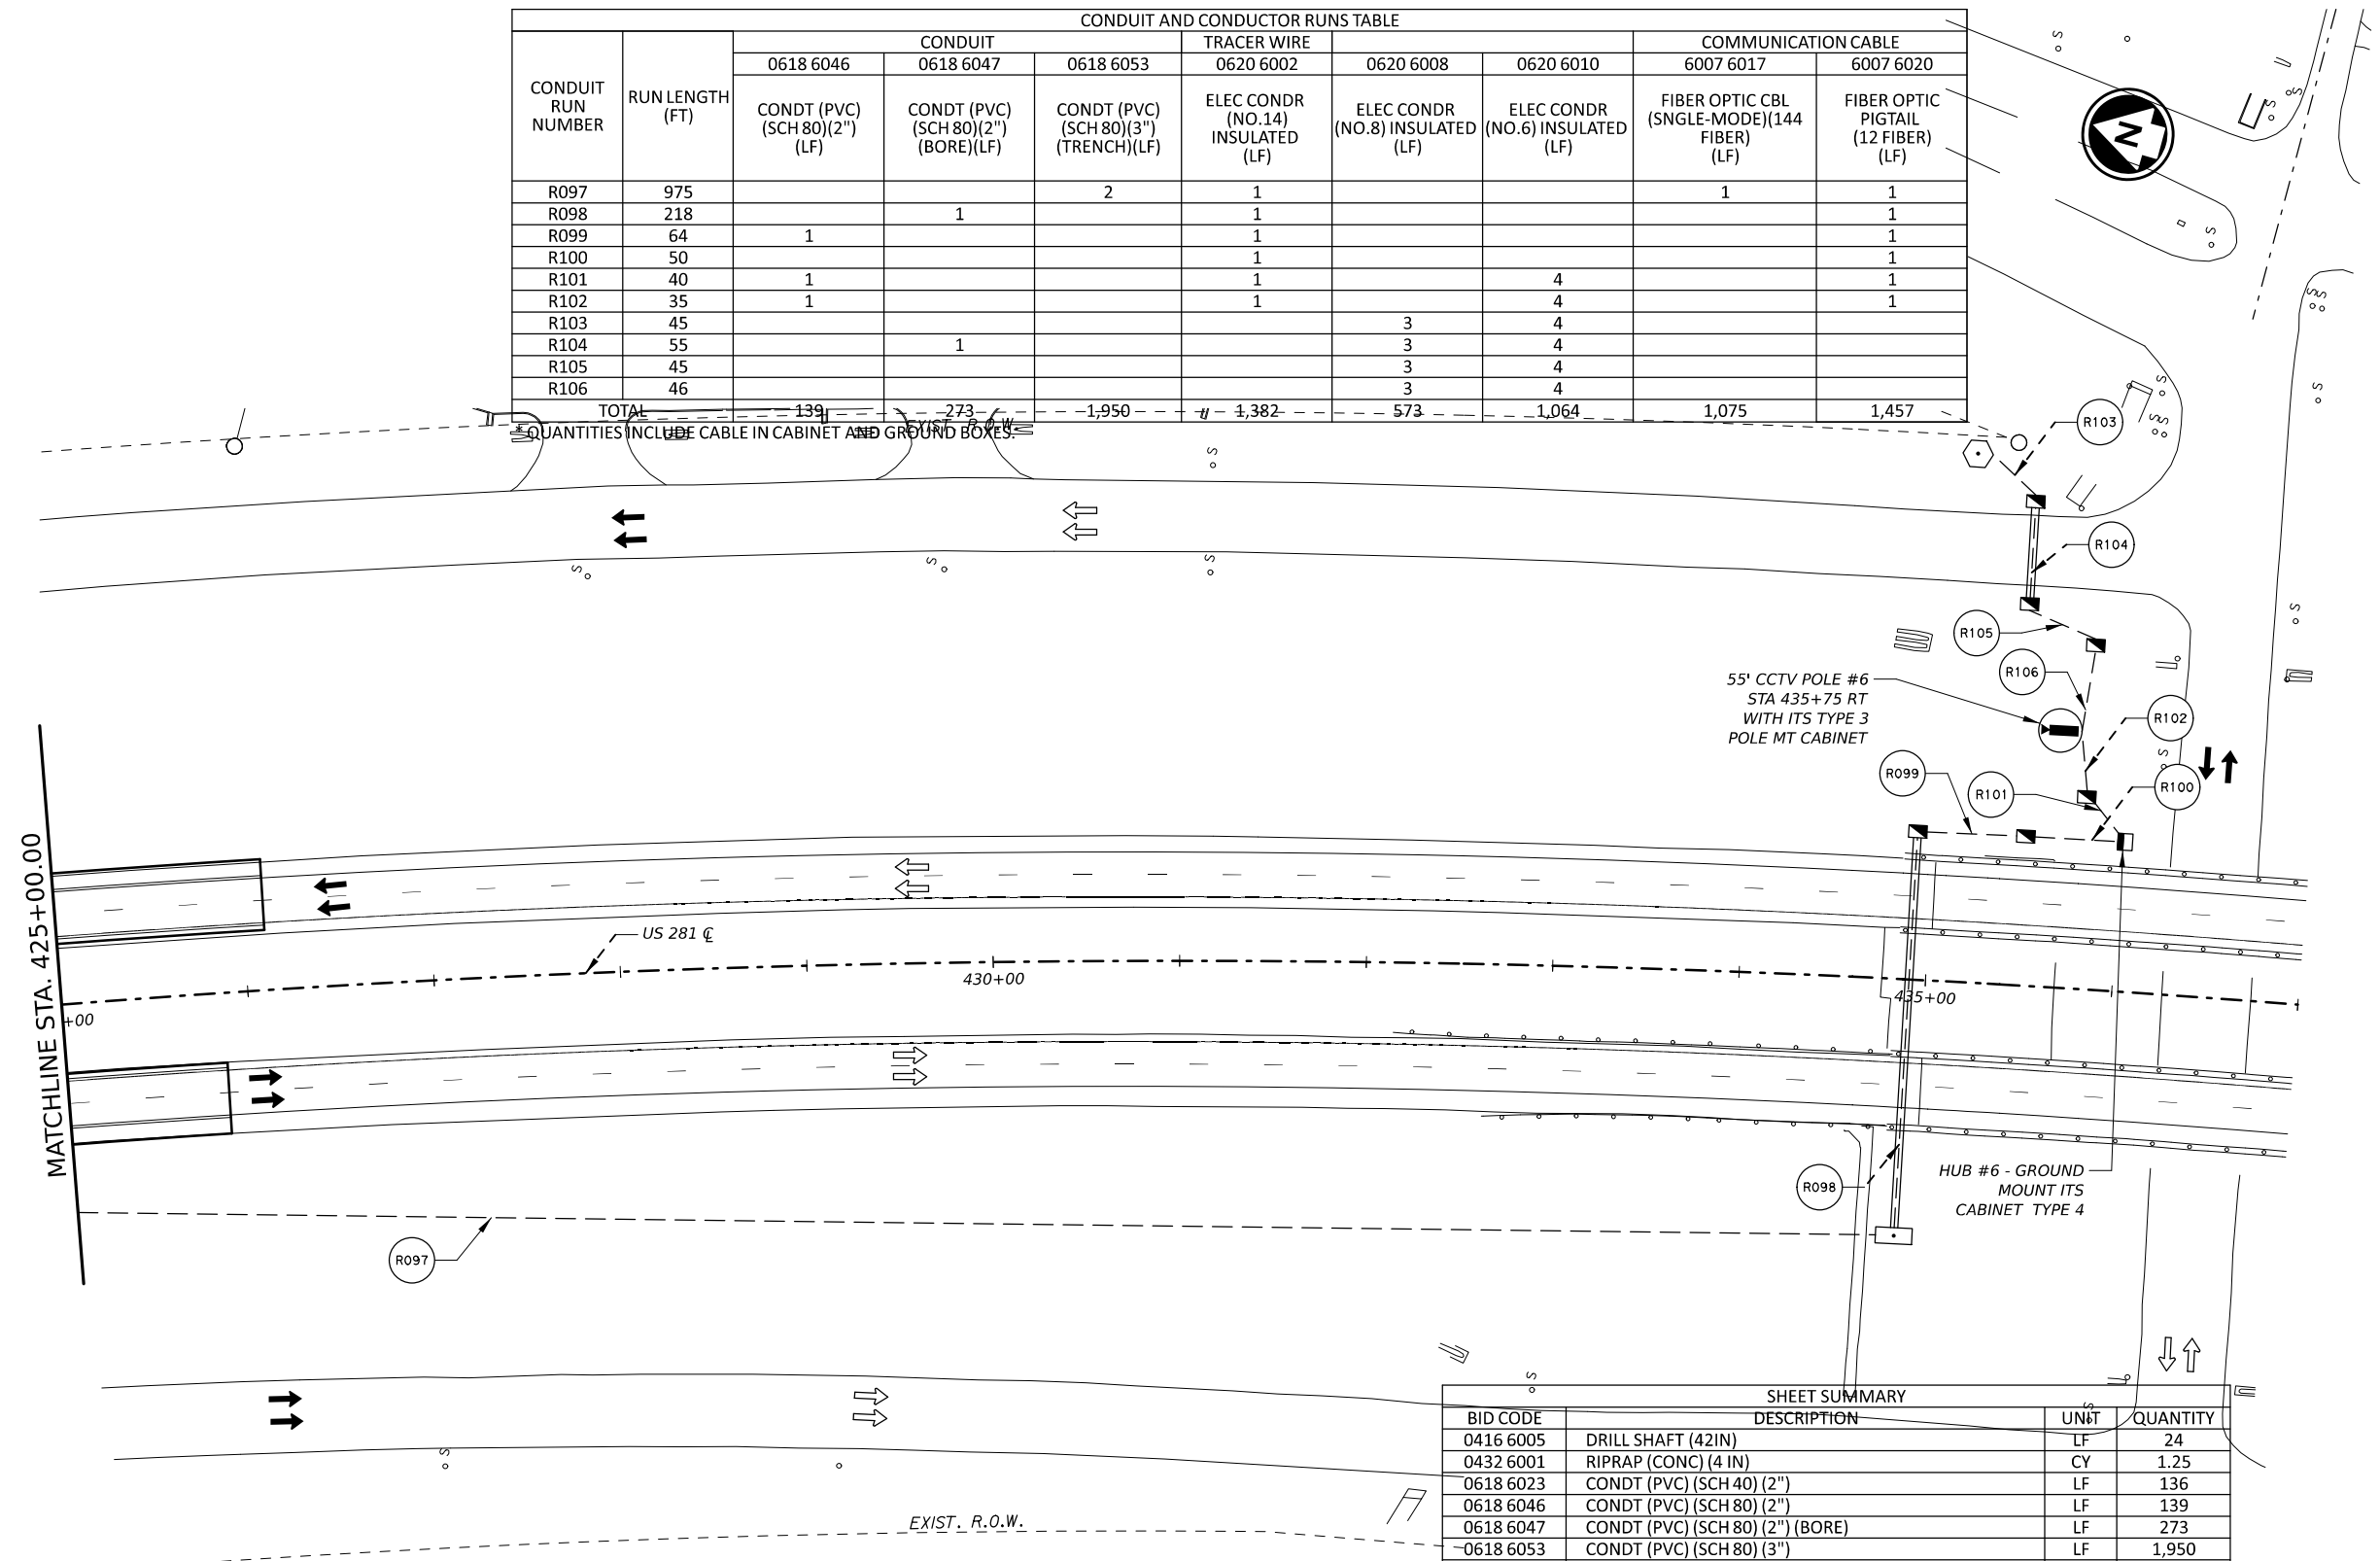 CONDUIT AND CONDUCTOR RUNS TABLE
CONDUIT RUN NUMBER
RUN LENGTH (FT)
CONDUIT
TRACER WIRE
COMMUNICATION CABLE
0618 6046 0618 6047 0618 6053 0620 6002 0620 6008 0620 6010 6007 6017 6007 6020
CONDT (PVC) (SCH 80)(2") (LF)
CONDT (PVC) (SCH 80)(2") (BORE)(LF)
CONDT (PVC) (SCH 80)(3") (TRENCH)(LF)
ELEC CONDR (NO.14) INSULATED (LF)
ELEC CONDR (NO.8) INSULATED (LF)
ELEC CONDR (NO.6) INSULATED (LF)
FIBER OPTIC CBL (SNGLE-MODE)(144 FIBER) (LF)
FIBER OPTIC PIGTAIL (12 FIBER) (LF)
R097 975 2 1 1 1
R098 218 1 1 1
R099 64 1 1 1
R100 50 1 1
R101 40 1 1 4 1
R102 35 1 1 4 1
R103 45 3 4
R104 55 1 3 4
R105 45 3 4
R106 46 3 4
TOTAL 139 273 1,950 1,382 573 1,064 1,075 1,457
* QUANTITIES INCLUDE CABLE IN CABINET AND GROUND BOXES.
EXIST. R.O.W.
N
R103
R104
R105
R106
55' CCTV POLE #6
STA 435+75 RT
WITH ITS TYPE 3
POLE MT CABINET
R102
R099
R101
R100
MATCHLINE STA. 425+00.00
US 281 ℄
430+00
435+00
+00
HUB #6 - GROUND
MOUNT ITS
CABINET TYPE 4
R098
R097
EXIST. R.O.W.
SHEET SUMMARY
BID CODE DESCRIPTION UNIT QUANTITY
0416 6005 DRILL SHAFT (42IN) LF 24
0432 6001 RIPRAP (CONC) (4 IN) CY 1.25
0618 6023 CONDT (PVC) (SCH 40) (2") LF 136
0618 6046 CONDT (PVC) (SCH 80) (2") LF 139
0618 6047 CONDT (PVC) (SCH 80) (2") (BORE) LF 273
0618 6053 CONDT (PVC) (SCH 80) (3") LF 1,950